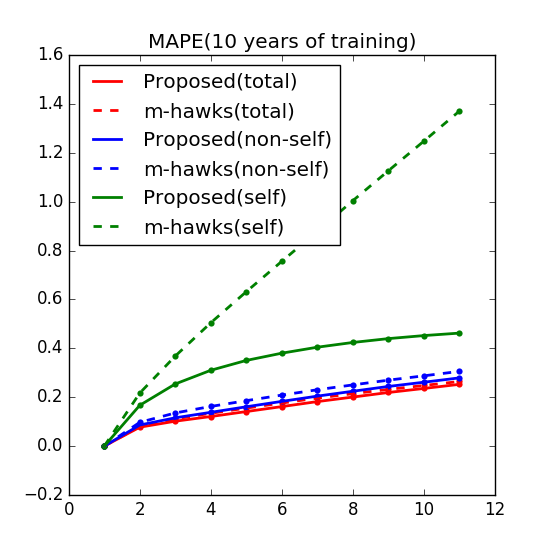 MAPE(10 years of training)
1.6
1.4
1.2
1.0
0.8
0.6
0.4
0.2
0.0
−0.2
Proposed(total)
m-hawks(total)
Proposed(non-self)
m-hawks(non-self)
Proposed(self)
m-hawks(self)
0 2 4 6 8 10 12